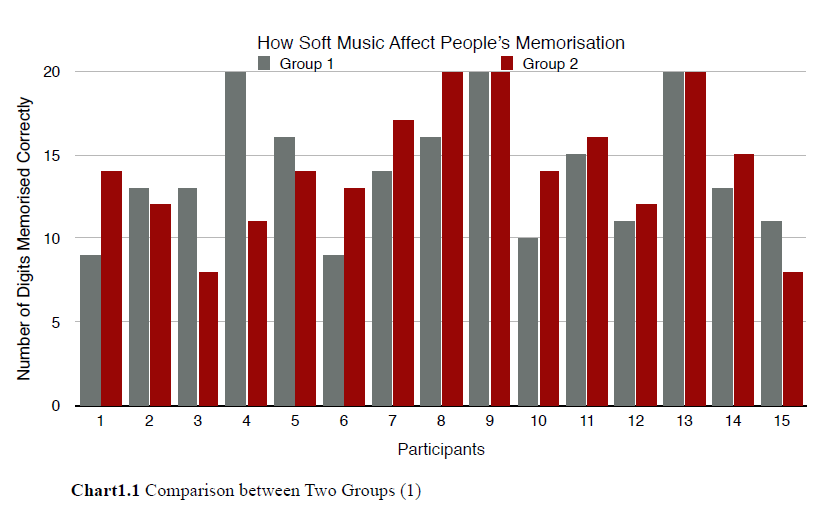 How Soft Music Affect People's Memorisation
Group 1 Group 2
Number of Digits Memorised Correctly
20
15
10
5
0
1 2 3 4 5 6 7 8 9 10 11 12 13 14 15
Participants
Chart1.1 Comparison between Two Groups (1)